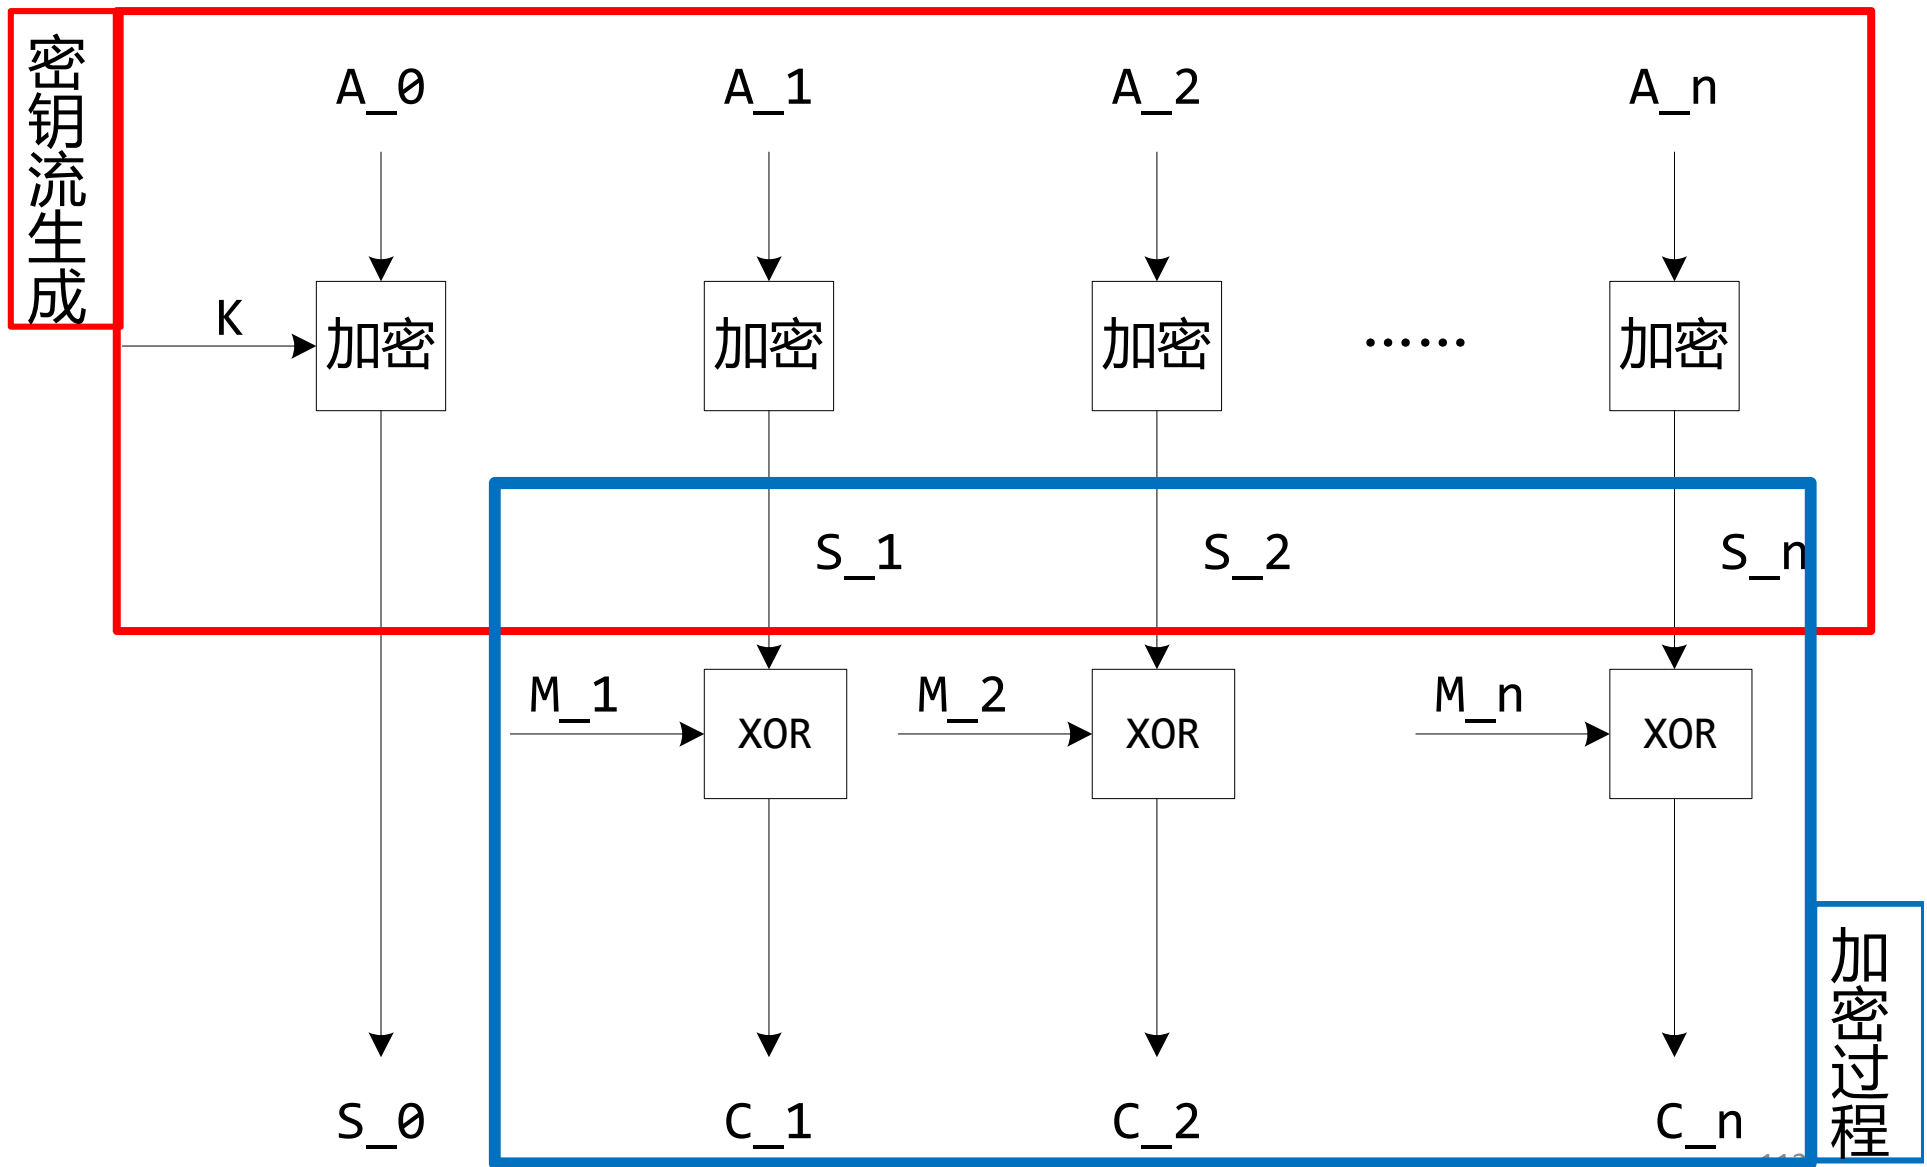 密钥流生成
A_0 A_1 A_2 A_n
K
加密 加密 加密 ······ 加密
S_1 S_2 S_n
M_1 M_2 M_n
XOR XOR XOR
S_0 C_1 C_2 C_n
加密过程